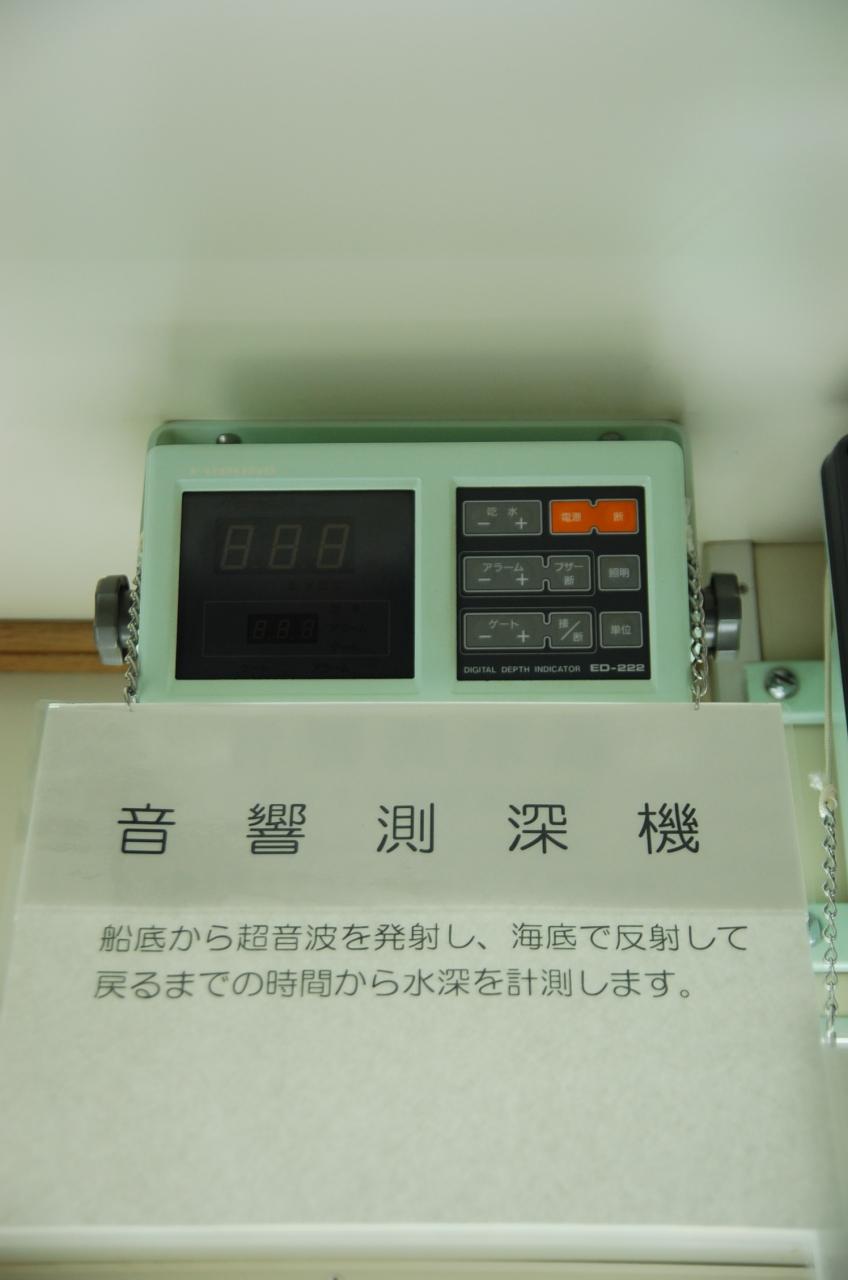 乾 水
－ ＋
電源 断
アラーム
－ ＋
ブザー
断
照明
ゲート
－ ＋
接／断
単位
DIGITAL DEPTH INDICATOR ED-222
音響測深機
船底から超音波を発射し、海底で反射して
戻るまでの時間から水深を計測します。